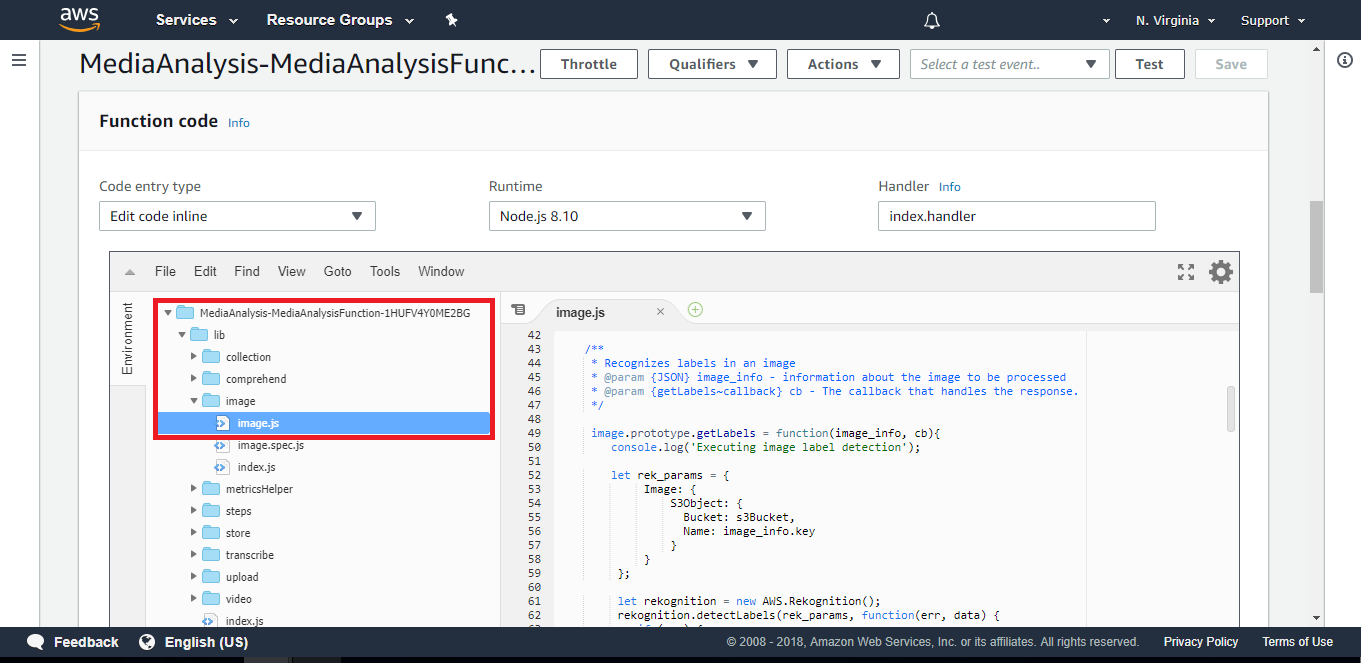 aws Services Resource Groups N. Virginia Support
MediaAnalysis-MediaAnalysisFunc... Throttle Qualifiers Actions Select a test event.. Test Save
Function code Info
Code entry type Runtime Handler Info
Edit code inline Node.js 8.10 index.handler
File Edit Find View Goto Tools Window
Environment
MediaAnalysis-MediaAnalysisFunction-1HUFV4Y0ME2BG
lib
collection
comprehend
image
image.js
image.spec.js
index.js
metricsHelper
steps
store
transcribe
upload
video
index.js
image.js
42
43 /**
44 * Recognizes labels in an image
45 * @param {JSON} image_info - information about the image to be processed
46 * @param {getLabels~callback} cb - The callback that handles the response.
47 */
48
49 image.prototype.getLabels = function(image_info, cb){
50 console.log('Executing image label detection');
51
52 let rek_params = {
53 Image: {
54 S3Object: {
55 Bucket: s3Bucket,
56 Name: image_info.key
57 }
58 }
59 };
60
61 let rekognition = new AWS.Rekognition();
62 rekognition.detectLabels(rek_params, function(err, data) {
Feedback English (US) © 2008 - 2018, Amazon Web Services, Inc. or its affiliates. All rights reserved. Privacy Policy Terms of Use